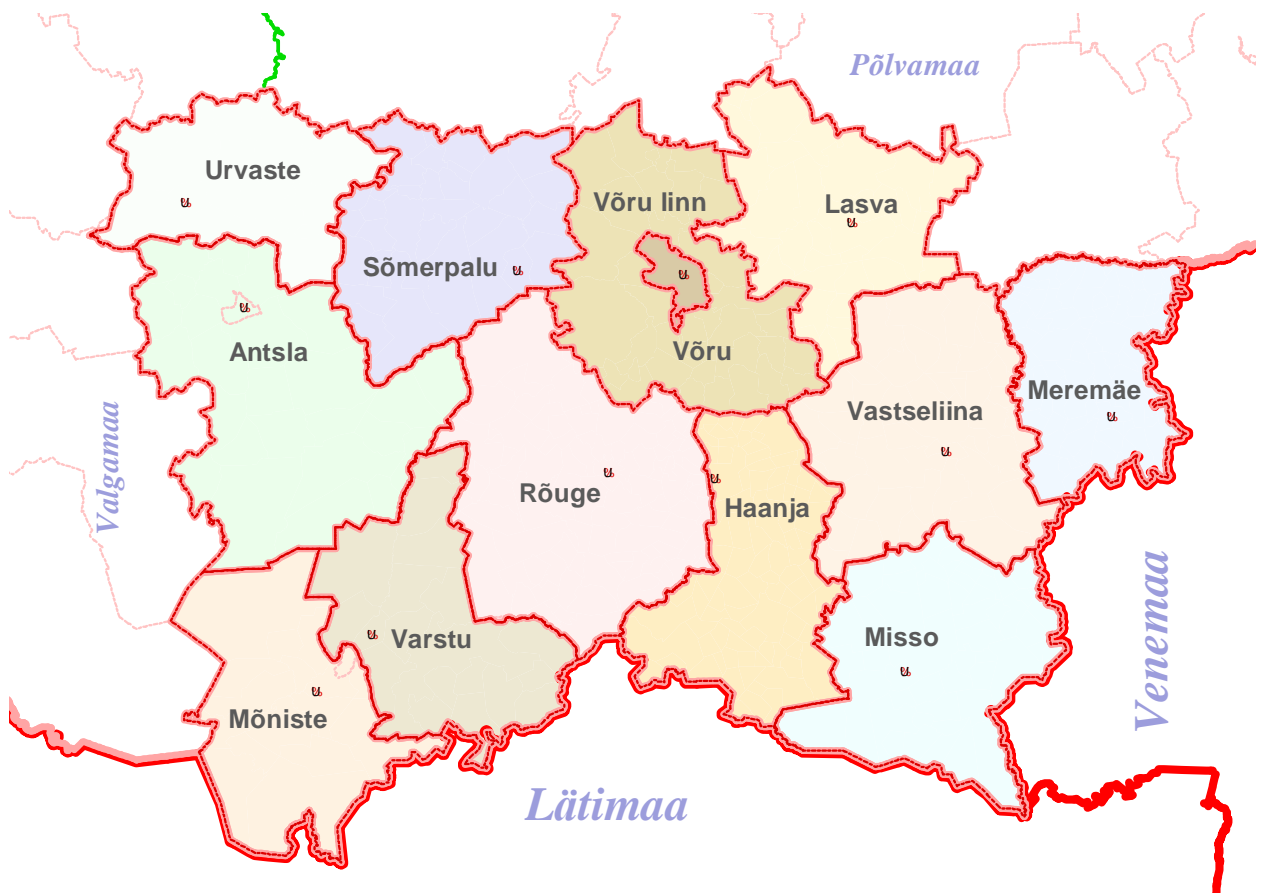 Põlvamaa
Urvaste
Võru linn
Lasva
Sõmerpalu
Antsla
Võru
Meremäe
Vastseliina
Valgamaa
Rõuge
Haanja
Varstu
Misso
Venemaa
Mõniste
Lätimaa